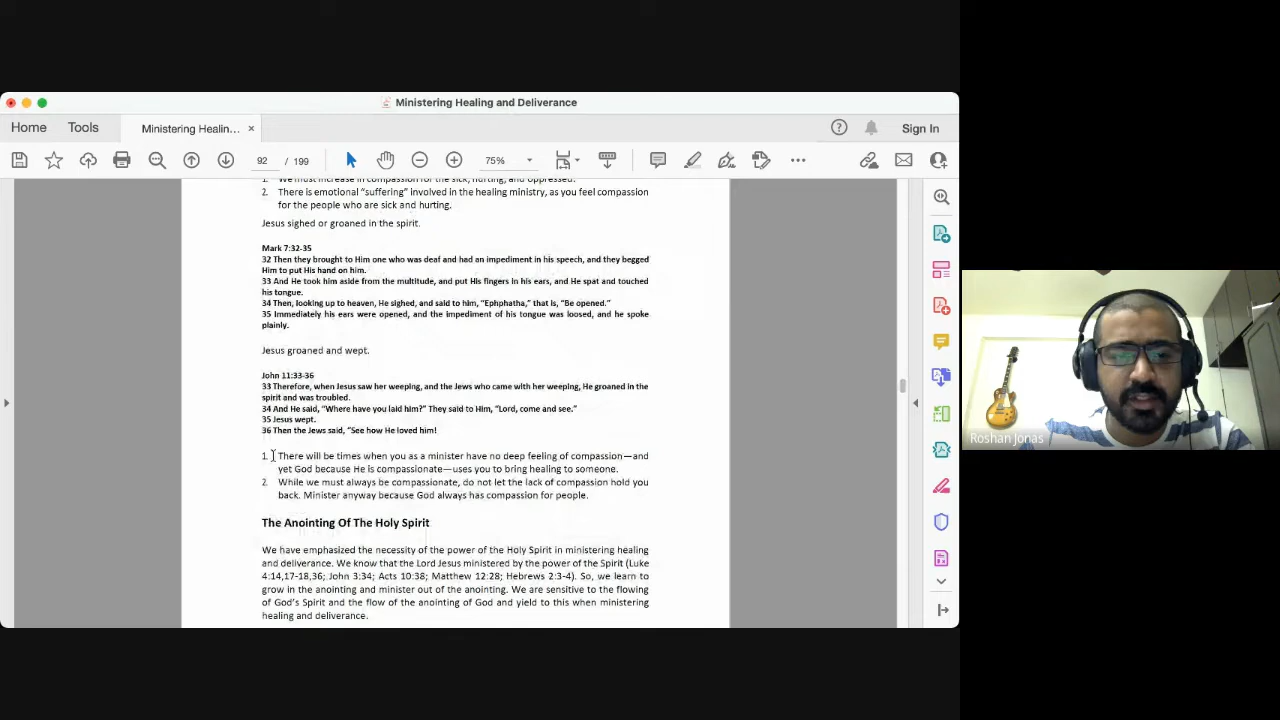 Ministering Healing and Deliverance
Home
Tools
Ministering Healin...
Sign In
92 / 199
75%
1. We must increase in compassion for the sick, hurting, and oppressed.
2. There is emotional “suffering” involved in the healing ministry, as you feel compassion
for the people who are sick and hurting.
Jesus sighed or groaned in the spirit.
Mark 7:32-35
32 Then they brought to Him one who was deaf and had an impediment in his speech, and they begged
Him to put His hand on him.
33 And He took him aside from the multitude, and put His fingers in his ears, and He spat and touched
his tongue.
34 Then, looking up to heaven, He sighed, and said to him, “Ephphatha,” that is, “Be opened.”
35 Immediately his ears were opened, and the impediment of his tongue was loosed, and he spoke
plainly.
Jesus groaned and wept.
John 11:33-36
33 Therefore, when Jesus saw her weeping, and the Jews who came with her weeping, He groaned in the
spirit and was troubled.
34 And He said, “Where have you laid him?” They said to Him, “Lord, come and see.”
35 Jesus wept.
36 Then the Jews said, “See how He loved him!
1. There will be times when you as a minister have no deep feeling of compassion—and
yet God because He is compassionate—uses you to bring healing to someone.
2. While we must always be compassionate, do not let the lack of compassion hold you
back. Minister anyway because God always has compassion for people.
The Anointing Of The Holy Spirit
We have emphasized the necessity of the power of the Holy Spirit in ministering healing
and deliverance. We know that the Lord Jesus ministered by the power of the Spirit (Luke
4:14,17-18,36; John 3:34; Acts 10:38; Matthew 12:28; Hebrews 2:3-4). So, we learn to
grow in the anointing and minister out of the anointing. We are sensitive to the flowing
of God’s Spirit and the flow of the anointing of God and yield to this when ministering
healing and deliverance.
Roshan Jonas